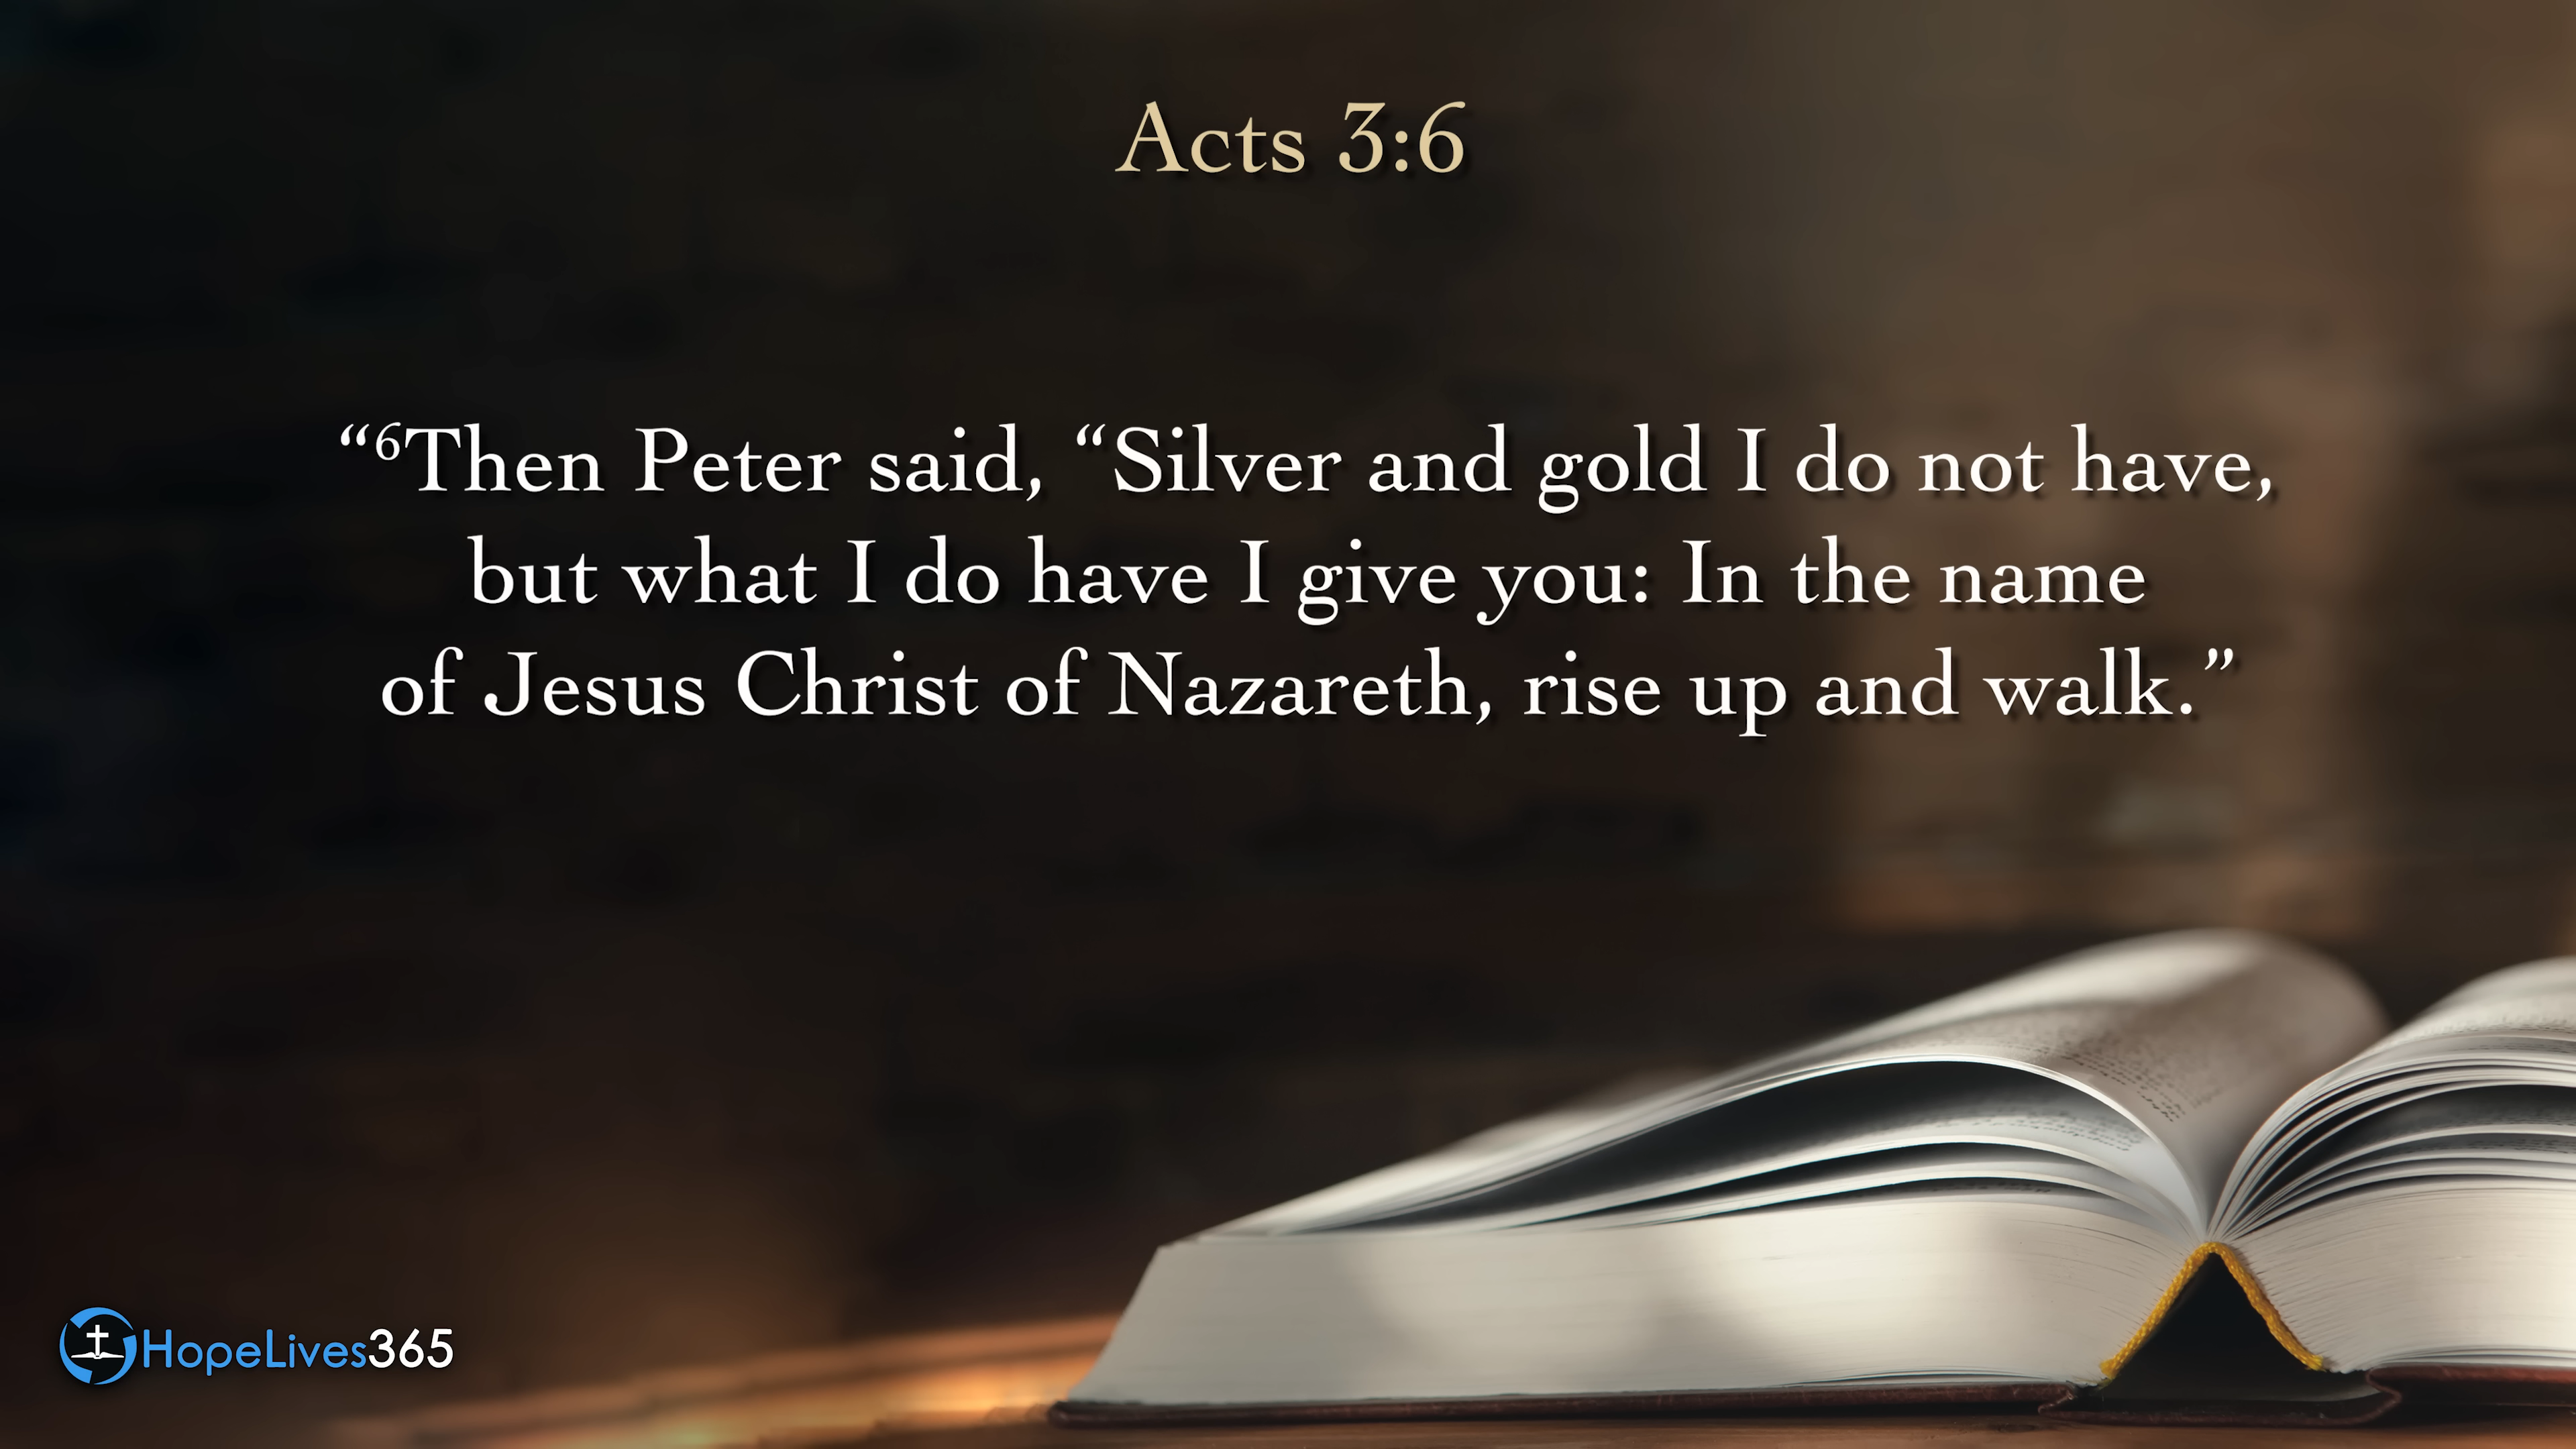 Acts 3:6
“⁶Then Peter said, “Silver and gold I do not have,
but what I do have I give you: In the name
of Jesus Christ of Nazareth, rise up and walk.”
HopeLives365